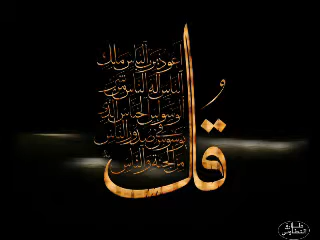 قل
أعوذ برب الناس ملك
الناس إله الناس من شر
الوسواس الخناس الذي
يوسوس في صدور الناس
من الجنة والناس